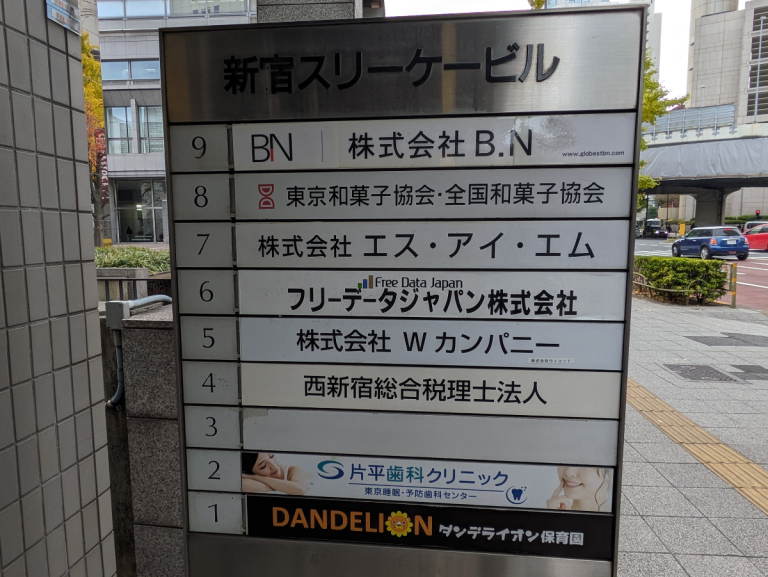 新宿スリーケービル
9 BN 株式会社 B.N www.globestbn.com
8 東京和菓子協会・全国和菓子協会
7 株式会社 エス・アイ・エム
6 Free Data Japan
フリーデータジャパン株式会社
5 株式会社 W カンパニー
4 西新宿総合税理士法人
3
2 片平歯科クリニック
東京睡眠・予防歯科センター
1 DANDELION ダンデライオン保育園